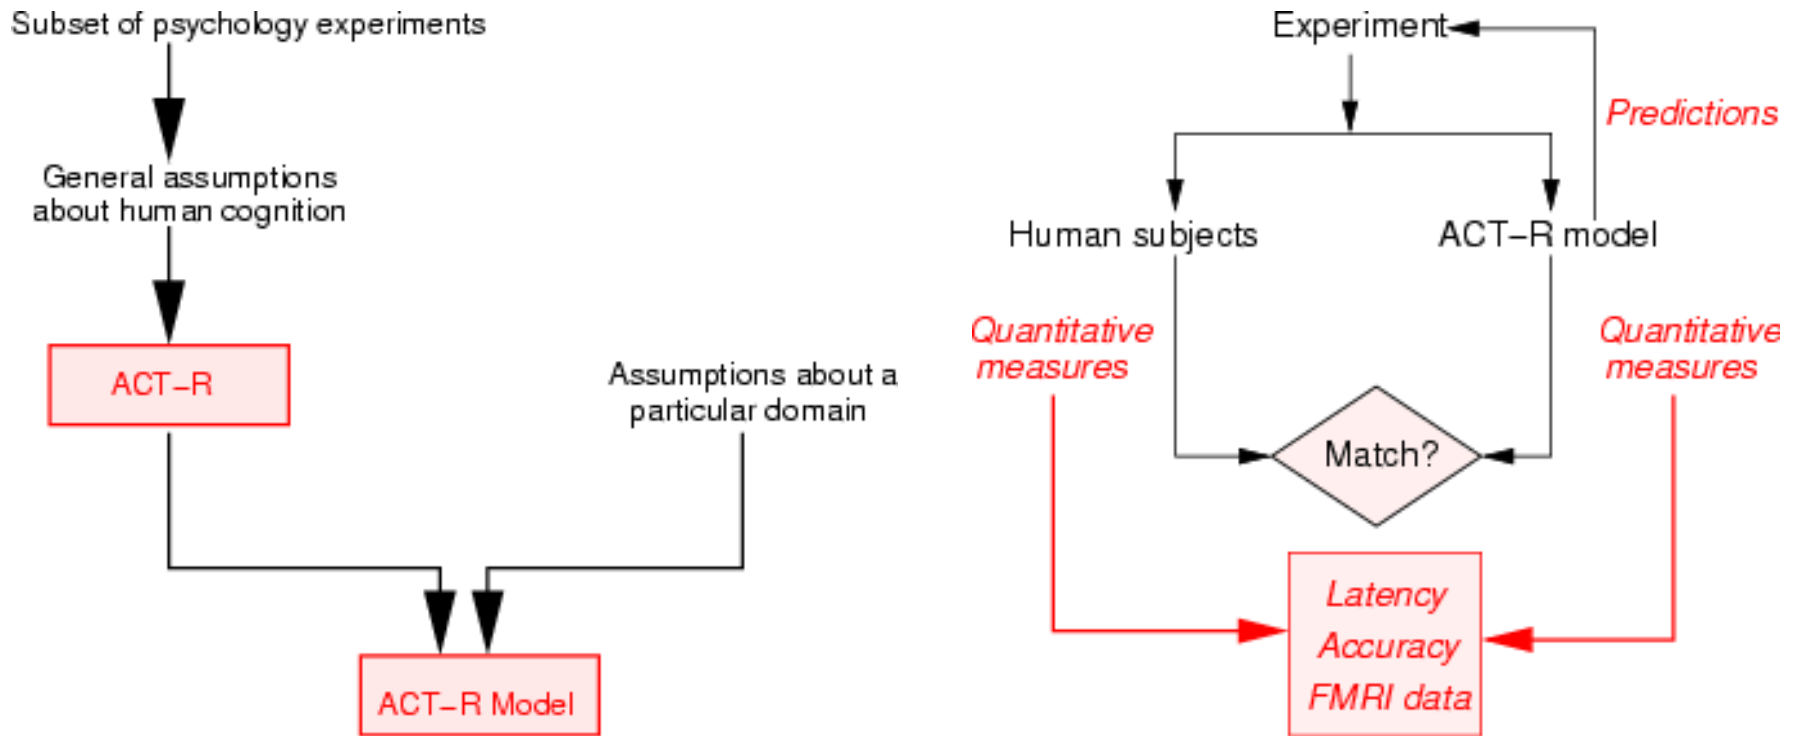 Subset of psychology experiments
General assumptions
about human cognition
ACT–R
Assumptions about a
particular domain
ACT–R Model
Experiment
Predictions
Human subjects
ACT–R model
Quantitative
measures
Quantitative
measures
Match?
Latency
Accuracy
FMRI data